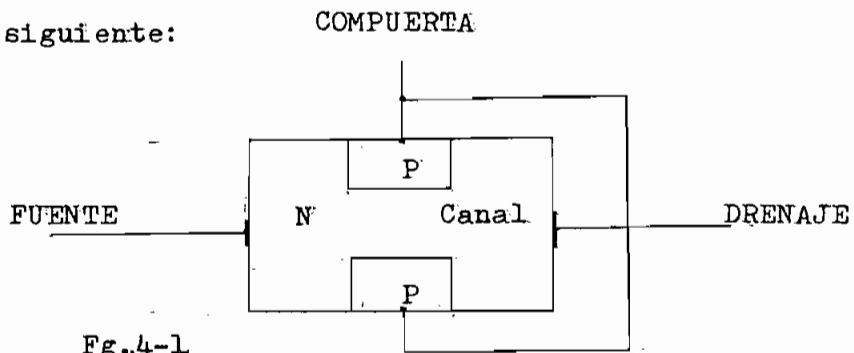 siguiente:
COMPUERTA
P
FUENTE N Canal DRENAJE
P
Fg.4-1